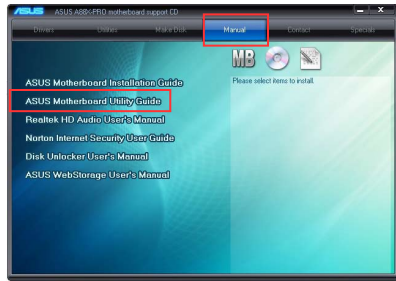 ASUS ASUS A88X-PRO motherboard support CD
Drivers Utilities Make Disk Manual Contact Specials
MB
Please select items to install.
ASUS Motherboard Installation Guide
ASUS Motherboard Utility Guide
Realtek HD Audio User's Manual
Norton Internet Security User Guide
Disk Unlocker User's Manual
ASUS WebStorage User's Manual